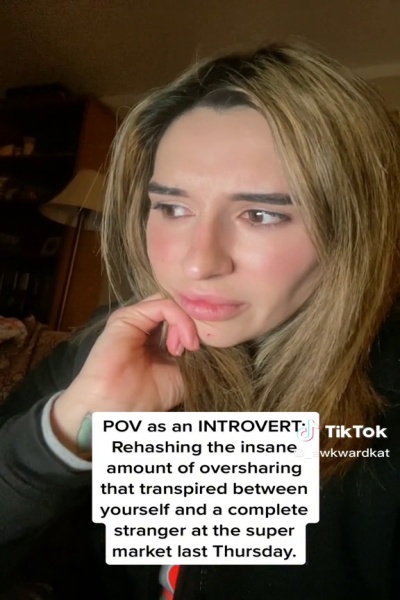 POV as an INTROVERT:
Rehashing the insane
amount of oversharing
that transpired between
yourself and a complete
stranger at the super
market last Thursday.
TikTok